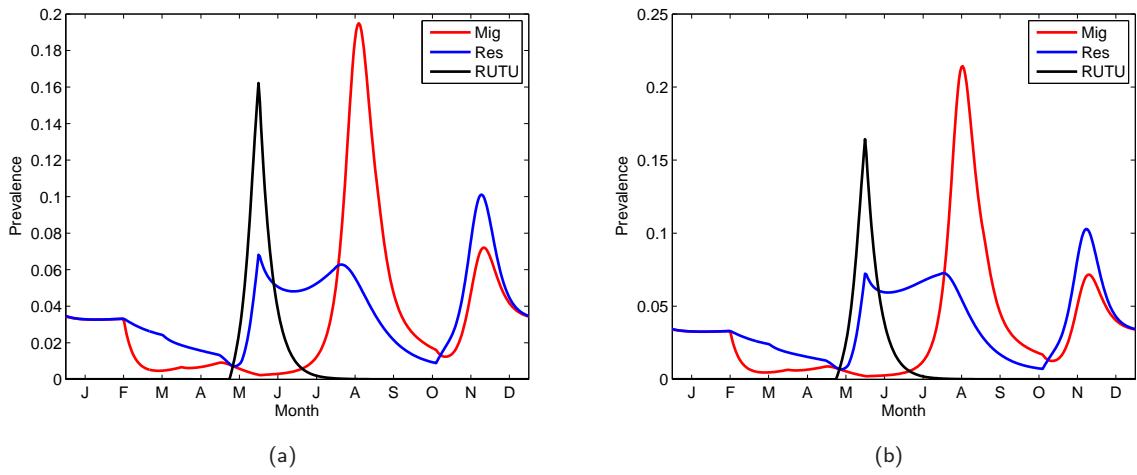 0.2
0.18
0.16
0.14
0.12
0.1
0.08
0.06
0.04
0.02
0
Prevalence
J F M A M J J A S O N D
Month
Mig
Res
RUTU
(a)
0.25
0.2
0.15
0.1
0.05
0
Prevalence
J F M A M J J A S O N D
Month
Mig
Res
RUTU
(b)